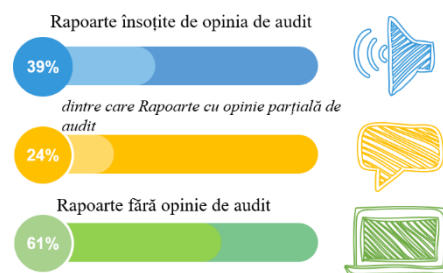 Rapoarte însoțite de opinia de audit
39%
dintre care Rapoarte cu opinie parțială de
audit
24%
Rapoarte fără opinie de audit
61%